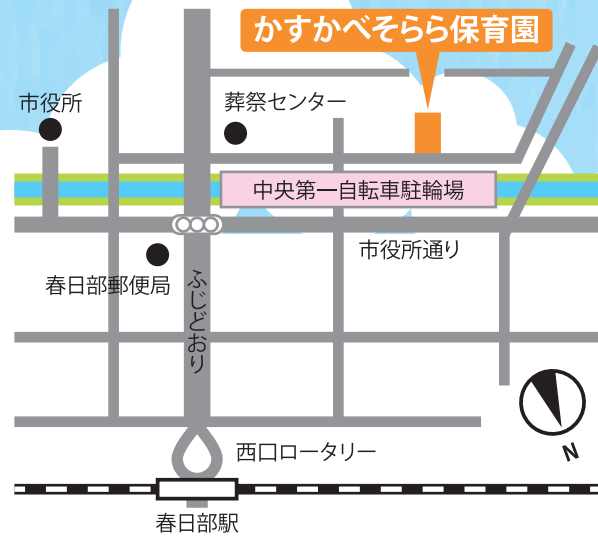 かすかべそらら保育園
市役所
葬祭センター
中央第一自転車駐輪場
市役所通り
春日部郵便局
ふじどおり
N
西口ロータリー
春日部駅